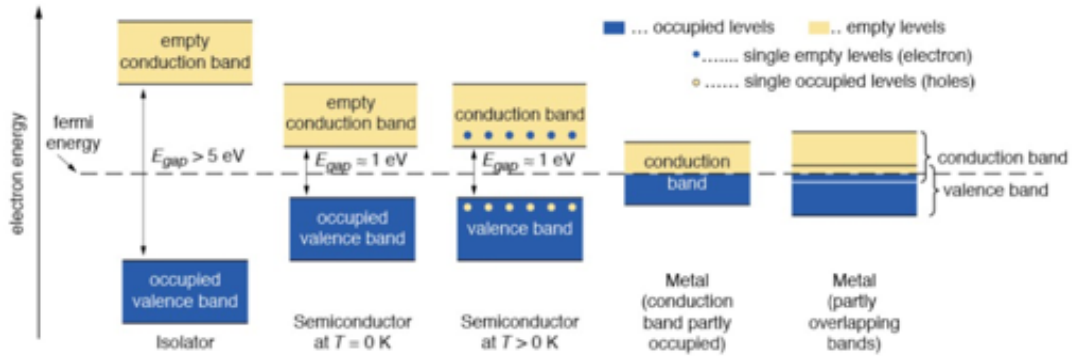 electron energy
fermi
energy
empty
conduction band
E_gap > 5 eV
occupied
valence band
Isolator
empty
conduction band
E_gap ≈ 1 eV
occupied
valence band
Semiconductor
at T = 0 K
conduction band
E_gap ≈ 1 eV
valence band
Semiconductor
at T > 0 K
... occupied levels
.. empty levels
....... single empty levels (electron)
...... single occupied levels (holes)
conduction
band
Metal
(conduction
band partly
occupied)
conduction band
valence band
Metal
(partly
overlapping
bands)